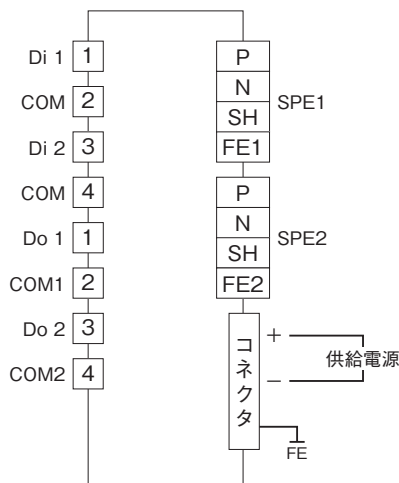 Di 1 1
COM 2
Di 2 3
COM 4
Do 1 1
COM1 2
Do 2 3
COM2 4
P
N
SH
FE1
SPE1
P
N
SH
FE2
SPE2
コネクタ
+
−
供給電源
FE